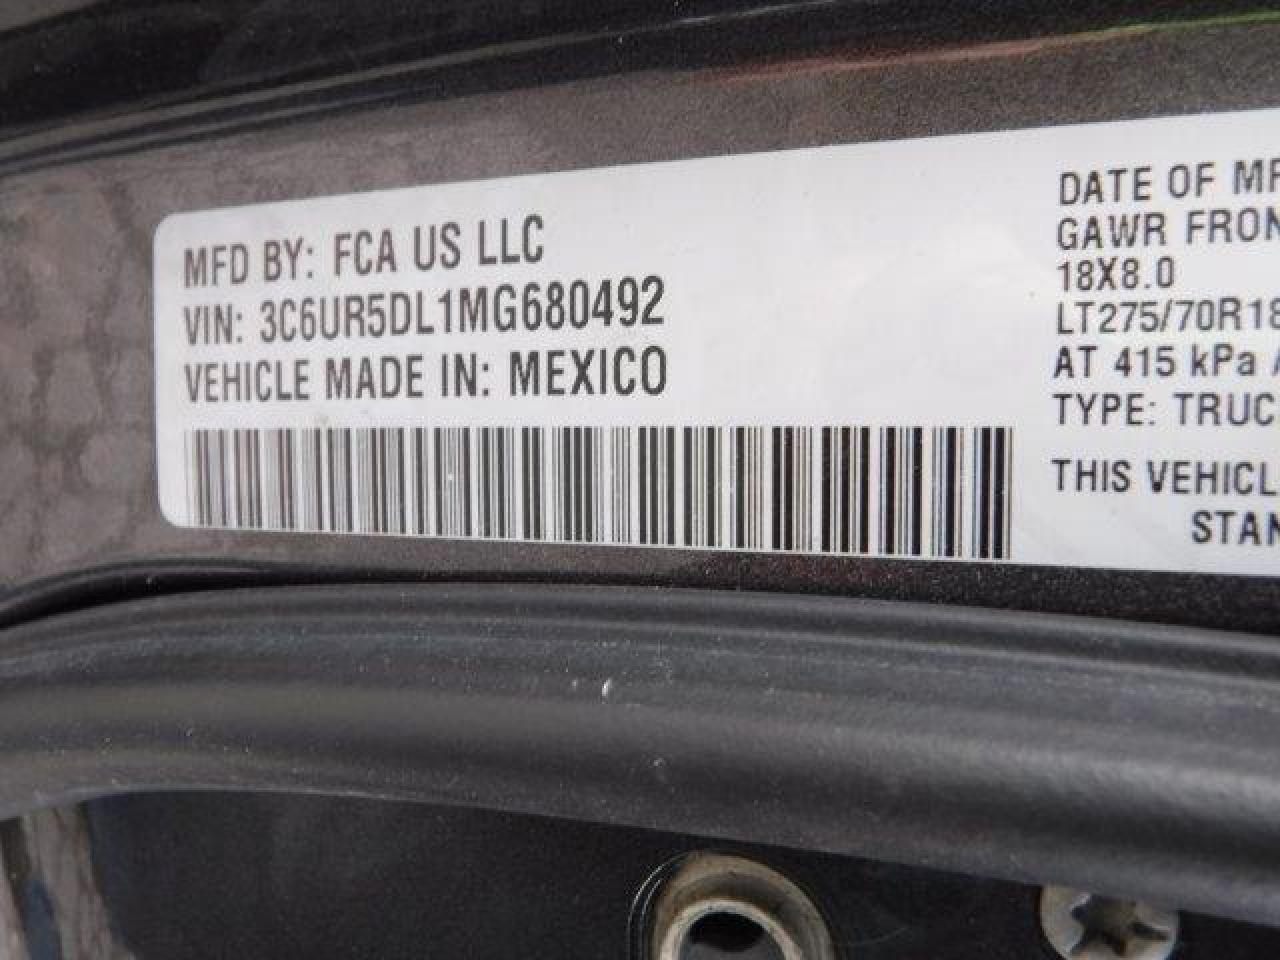 MFD BY: FCA US LLC
VIN: 3C6UR5DL1MG680492
VEHICLE MADE IN: MEXICO
DATE OF MF
GAWR FRON
18X8.0
LT275/70R18
AT 415 kPa
TYPE: TRUC
THIS VEHICL
STAN